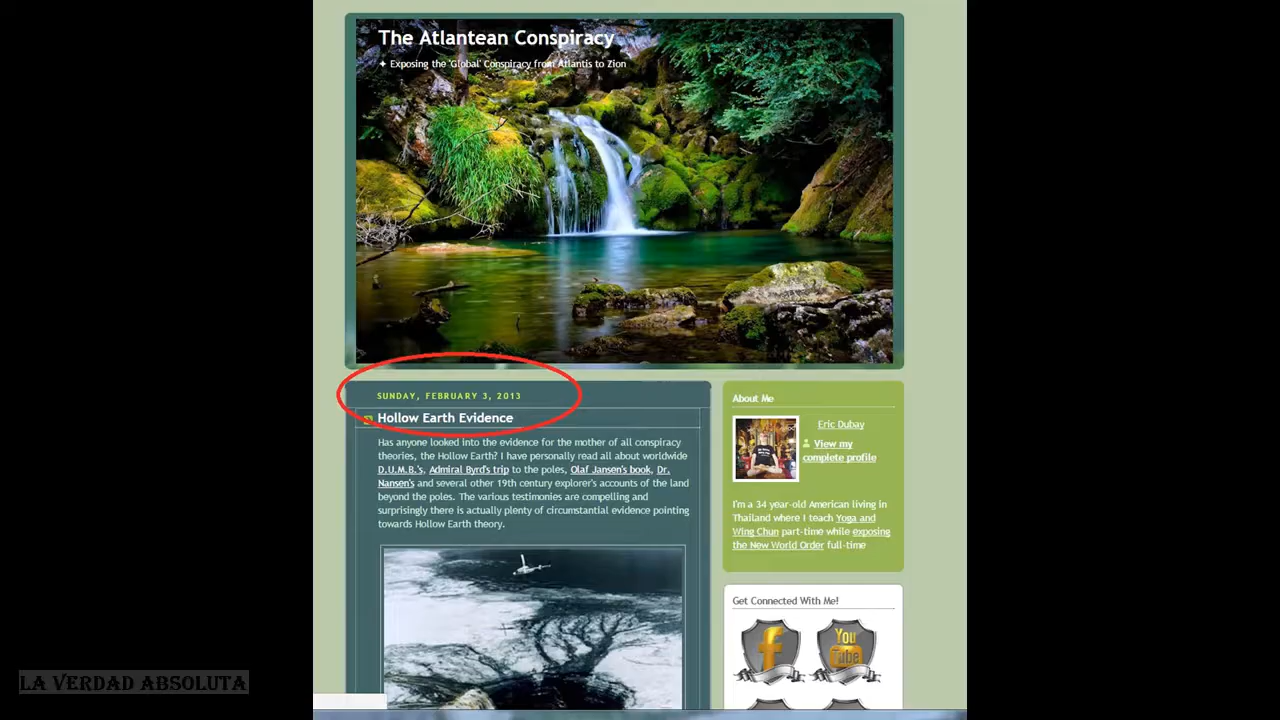 The Atlantean Conspiracy
✦ Exposing the 'Global' Conspiracy from Atlantis to Zion
SUNDAY, FEBRUARY 3, 2013
Hollow Earth Evidence
Has anyone looked into the evidence for the mother of all conspiracy
theories, the Hollow Earth? I have personally read all about worldwide
D.U.M.B.'s, Admiral Byrd's trip to the poles, Olaf Jansen's book, Dr.
Nansen's and several other 19th century explorer's accounts of the land
beyond the poles. The various testimonies are compelling and
surprisingly there is actually plenty of circumstantial evidence pointing
towards Hollow Earth theory.
About Me
Eric Dubay
View my
complete profile
I'm a 34 year-old American living in
Thailand where I teach Yoga and
Wing Chun part-time while exposing
the New World Order full-time
Get Connected With Me!
f
You
Tube
LA VERDAD ABSOLUTA